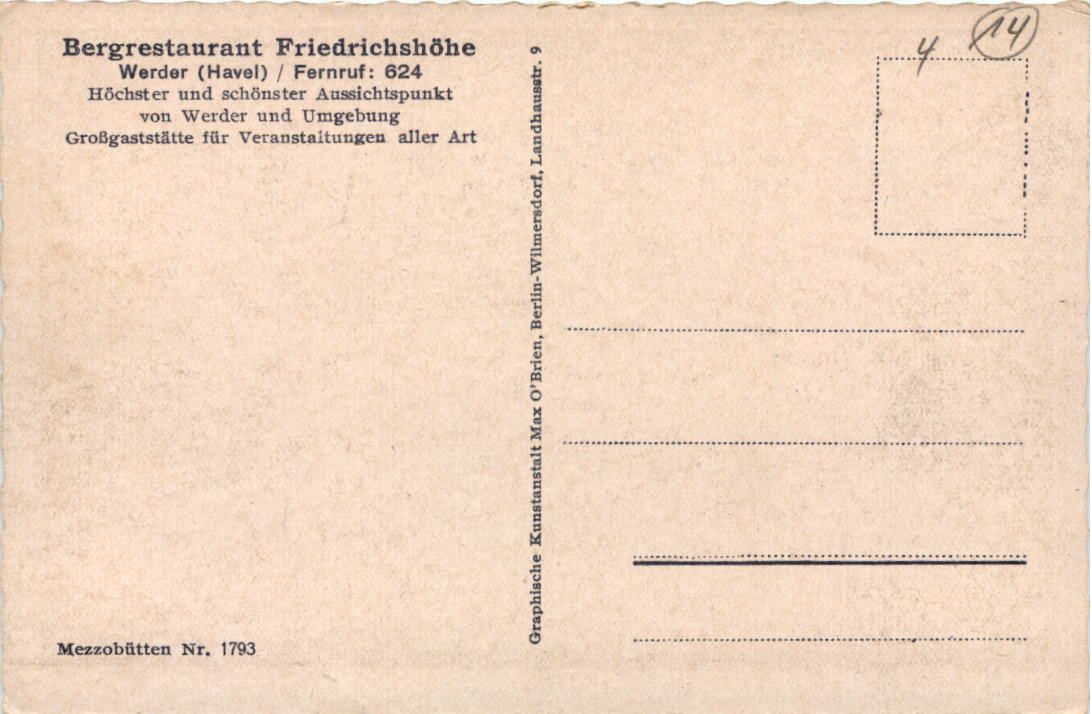 Bergrestaurant Friedrichshöhe
Werder (Havel) / Fernruf: 624
Höchster und schönster Aussichtspunkt
von Werder und Umgebung
Großgaststätte für Veranstaltungen aller Art
Mezzobütten Nr. 1793
Graphische Kunstanstalt Max O'Brien, Berlin-Wilmersdorf, Landhausstr. 9
4
14